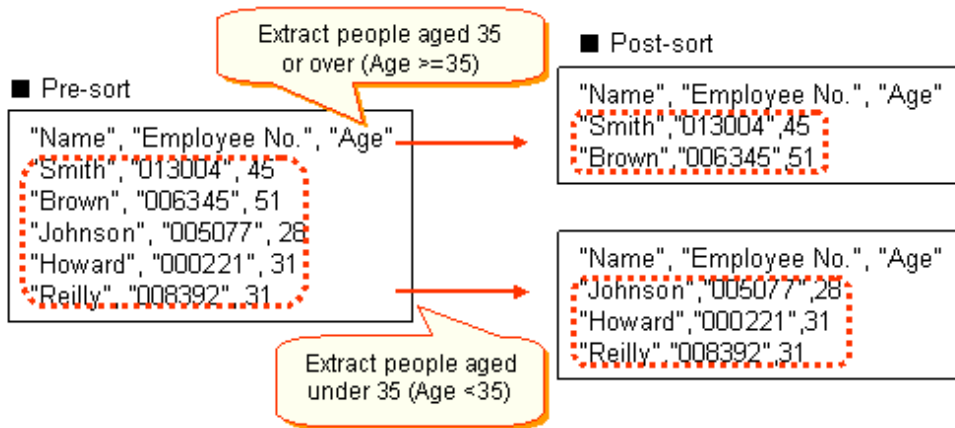 Extract people aged 35
or over (Age >=35)
■ Pre-sort
"Name", "Employee No.", "Age"
"Smith", "013004", 45
"Brown", "006345", 51
"Johnson", "005077", 28
"Howard", "000221", 31
"Reilly", "008392", 31
Extract people aged
under 35 (Age <35)
■ Post-sort
"Name", "Employee No.", "Age"
"Smith","013004",45
"Brown","006345",51
"Name", "Employee No.", "Age"
"Johnson","005077",28
"Howard","000221",31
"Reilly","008392",31